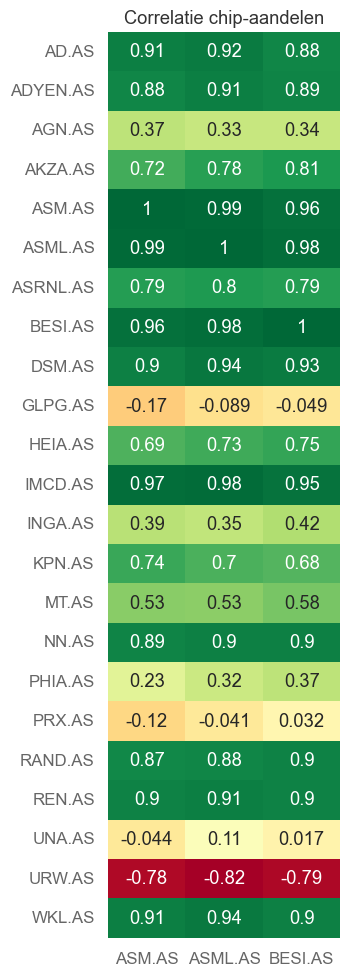 Correlatie chip-aandelen
AD.AS 0.91 0.92 0.88
ADYEN.AS 0.88 0.91 0.89
AGN.AS 0.37 0.33 0.34
AKZA.AS 0.72 0.78 0.81
ASM.AS 1 0.99 0.96
ASML.AS 0.99 1 0.98
ASRNL.AS 0.79 0.8 0.79
BESI.AS 0.96 0.98 1
DSM.AS 0.9 0.94 0.93
GLPG.AS -0.17 -0.089 -0.049
HEIA.AS 0.69 0.73 0.75
IMCD.AS 0.97 0.98 0.95
INGA.AS 0.39 0.35 0.42
KPN.AS 0.74 0.7 0.68
MT.AS 0.53 0.53 0.58
NN.AS 0.89 0.9 0.9
PHIA.AS 0.23 0.32 0.37
PRX.AS -0.12 -0.041 0.032
RAND.AS 0.87 0.88 0.9
REN.AS 0.9 0.91 0.9
UNA.AS -0.044 0.11 0.017
URW.AS -0.78 -0.82 -0.79
WKL.AS 0.91 0.94 0.9
ASM.AS ASML.AS BESI.AS